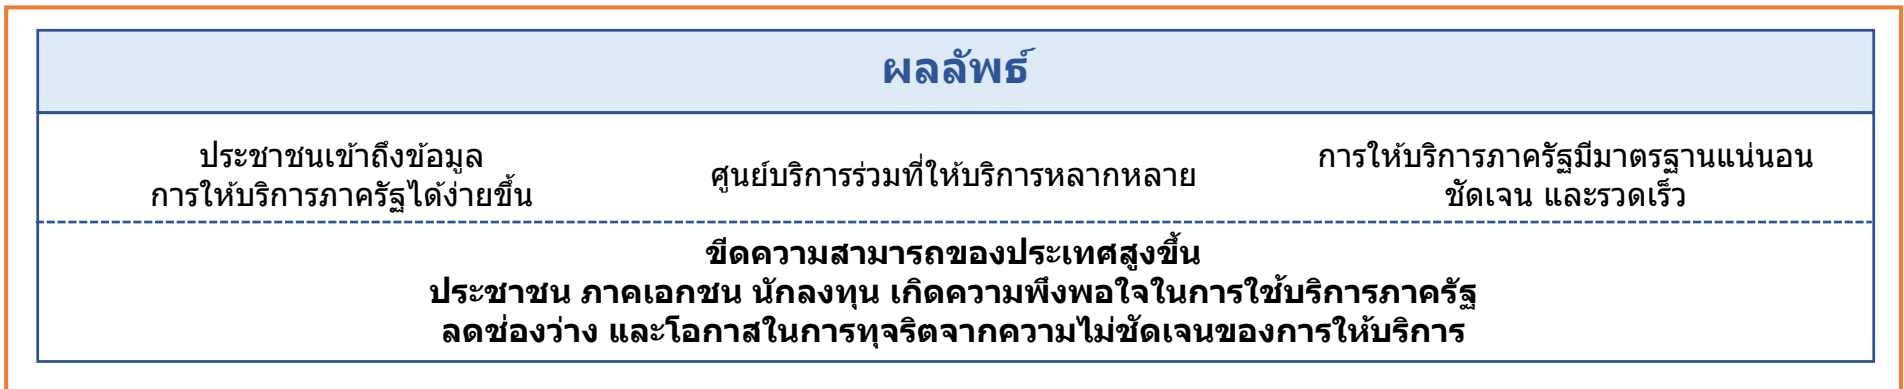 ผลลัพธ์
ประชาชนเข้าถึงข้อมูล
การให้บริการภาครัฐได้ง่ายขึ้น
ศูนย์บริการร่วมที่ให้บริการหลากหลาย
การให้บริการภาครัฐมีมาตรฐานแน่นอน
ชัดเจน และรวดเร็ว
ขีดความสามารถของประเทศสูงขึ้น
ประชาชน ภาคเอกชน นักลงทุน เกิดความพึงพอใจในการใช้บริการภาครัฐ
ลดช่องว่าง และโอกาสในการทุจริตจากความไม่ชัดเจนของการให้บริการ